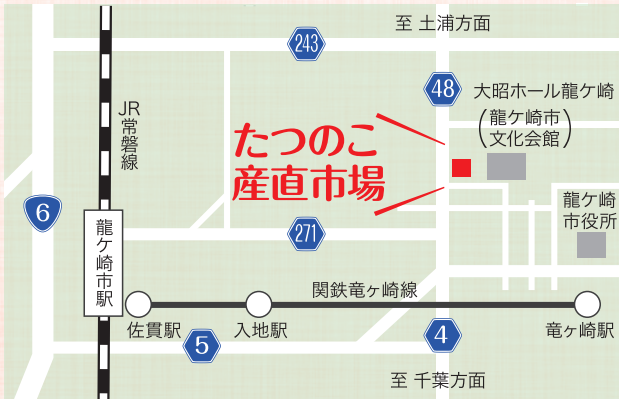 至 土浦方面
243
48
大昭ホール龍ケ崎
(龍ケ崎市
文化会館)
JR
常磐線
たつのこ
産直市場
6
龍ケ崎
市役所
271
龍ケ崎市駅
関鉄竜ヶ崎線
佐貫駅
入地駅
竜ヶ崎駅
5
4
至 千葉方面